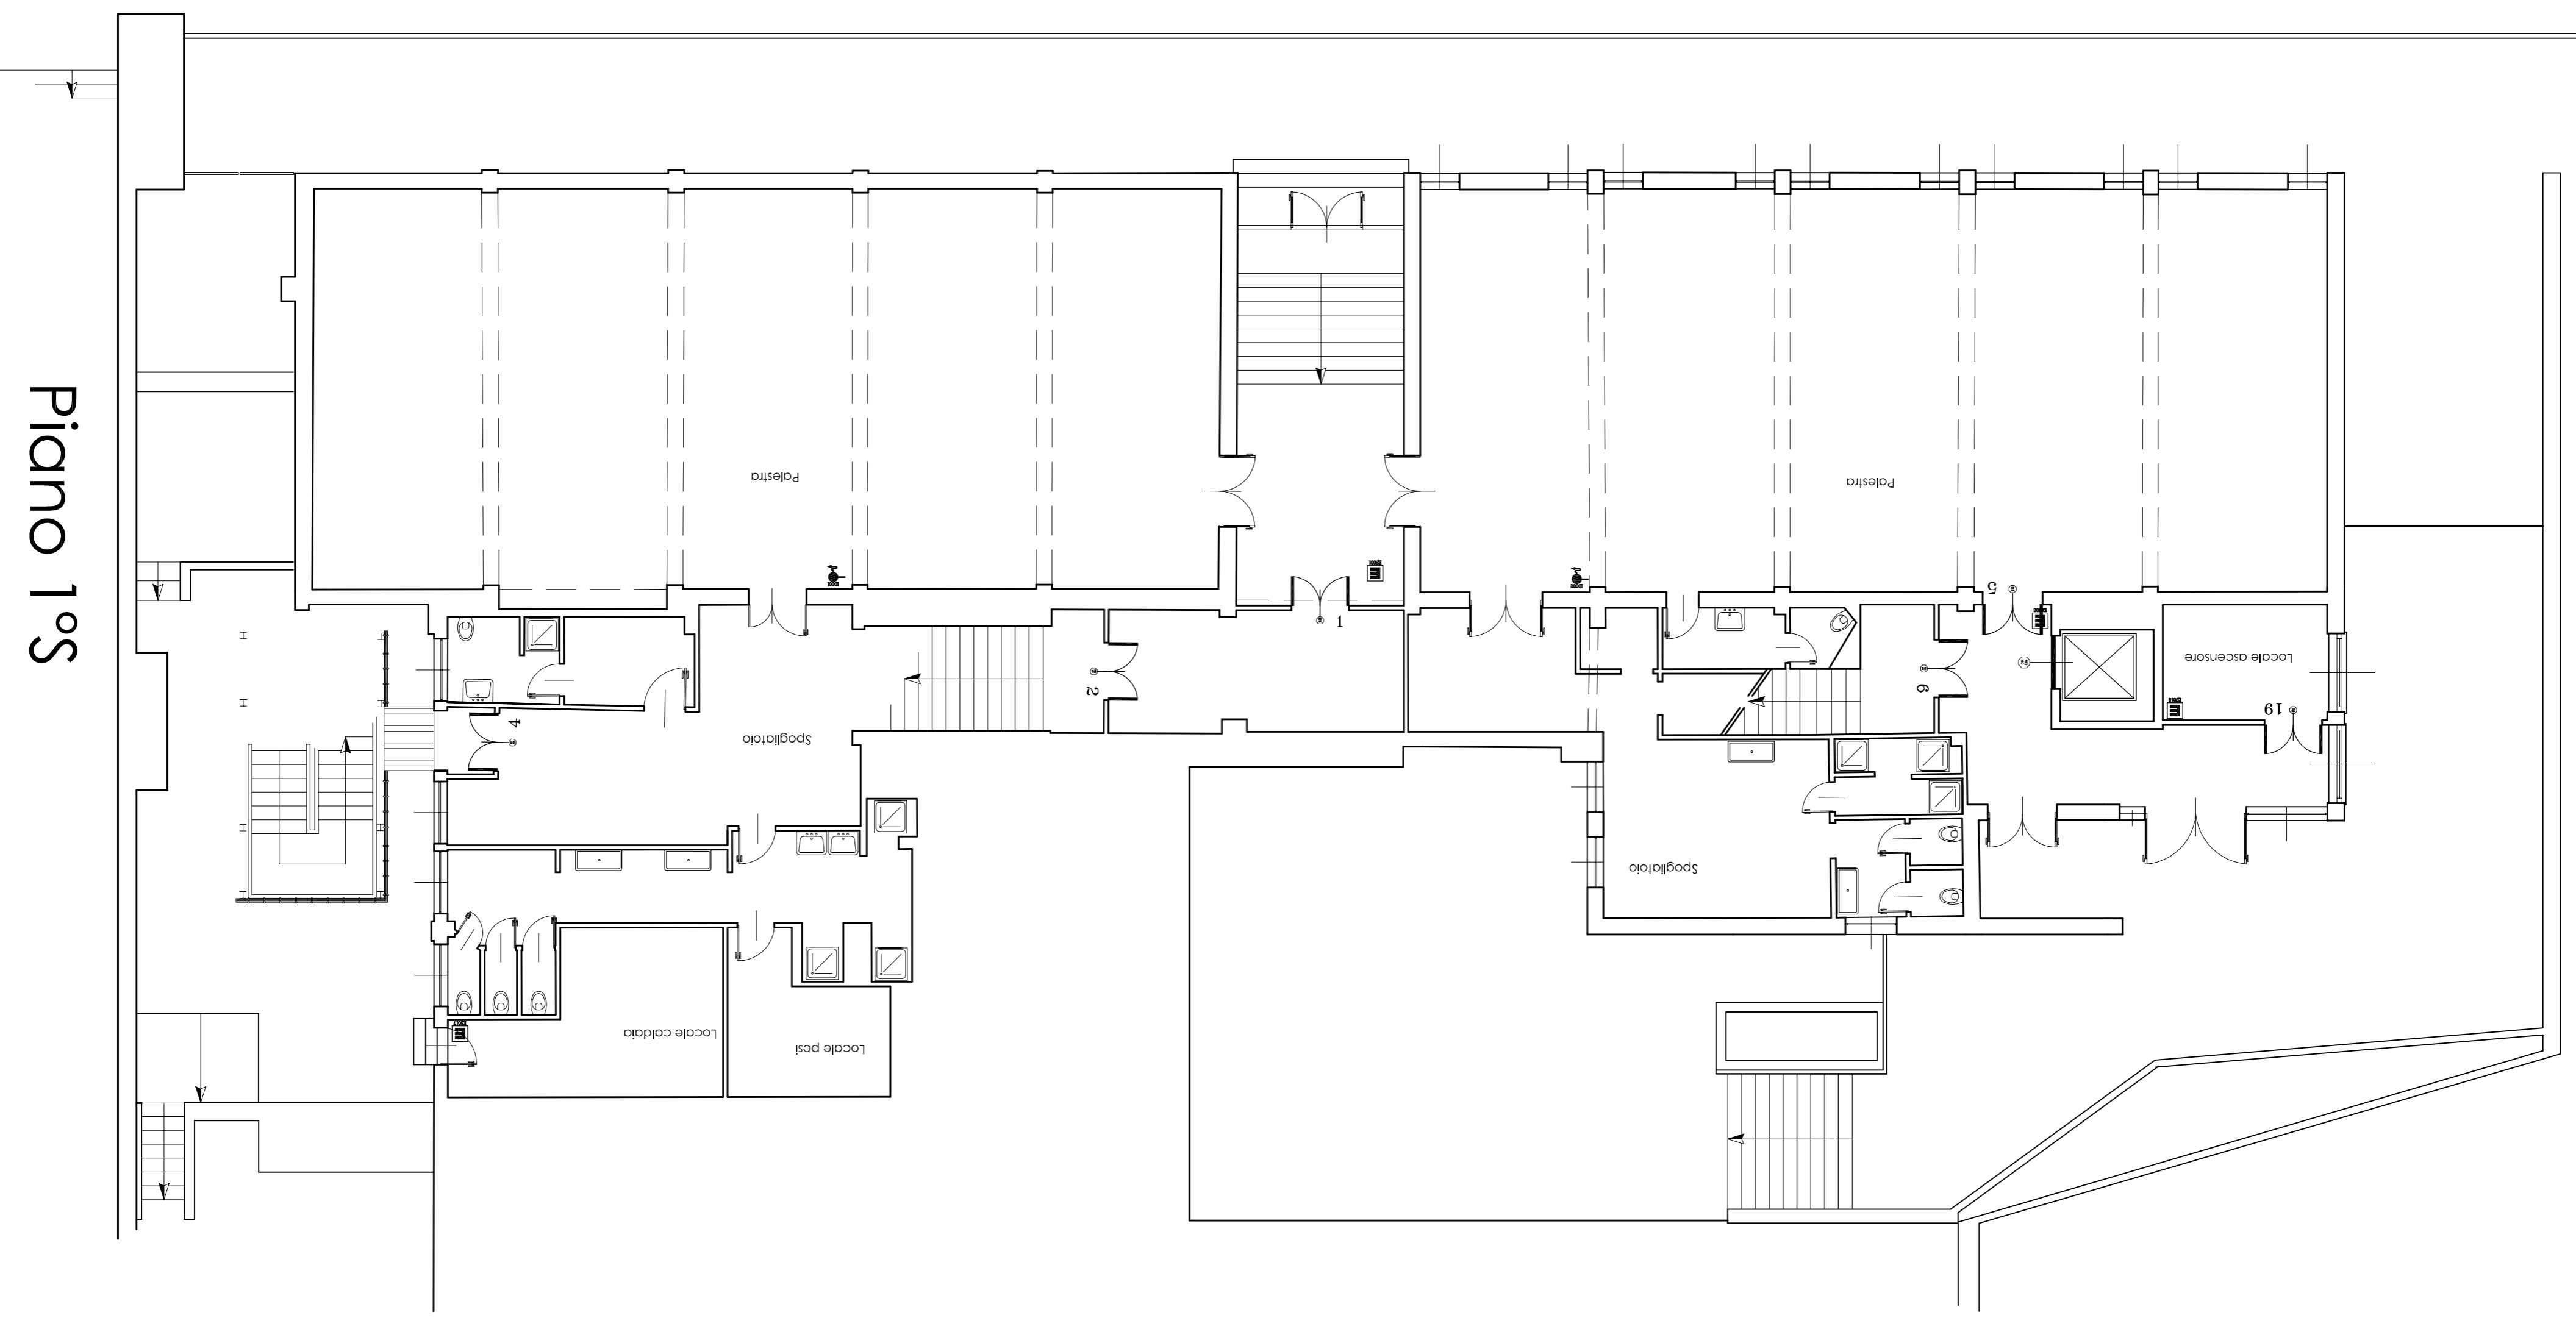 Piano 1°S
Palestra
Palestra
1
2
4
5
6
19
Spogliatoio
Spogliatoio
Locale ascensore
Locale caldaia
Locale pesi